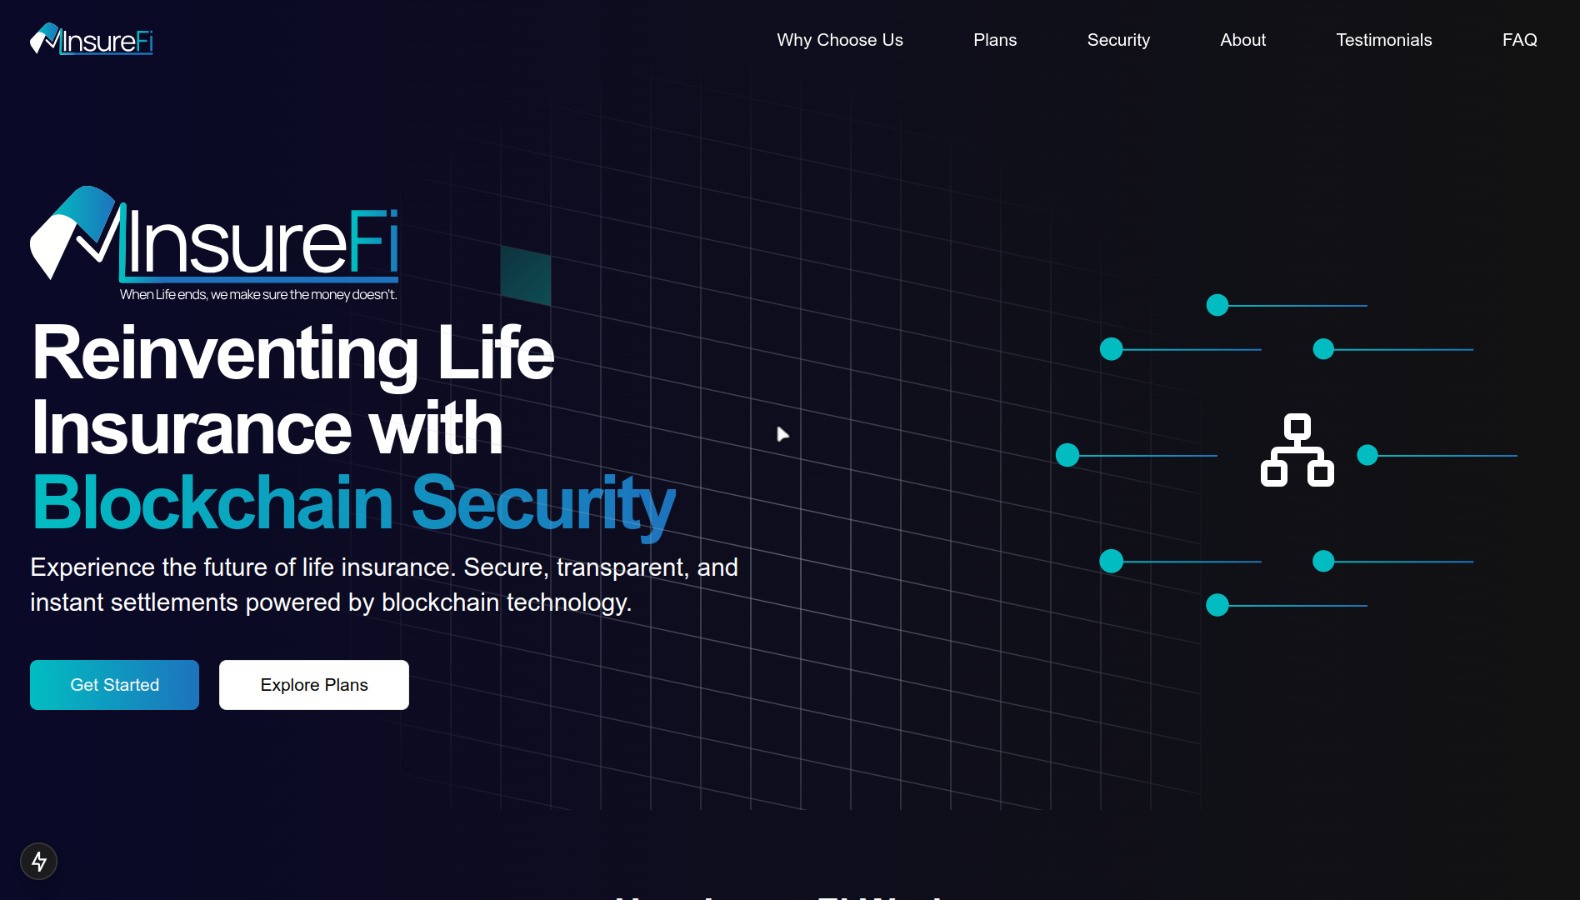 InsureFi
Why Choose Us
Plans
Security
About
Testimonials
FAQ
InsureFi
When Life ends, we make sure the money doesn't.
Reinventing Life
Insurance with
Blockchain Security
Experience the future of life insurance. Secure, transparent, and
instant settlements powered by blockchain technology.
Get Started
Explore Plans